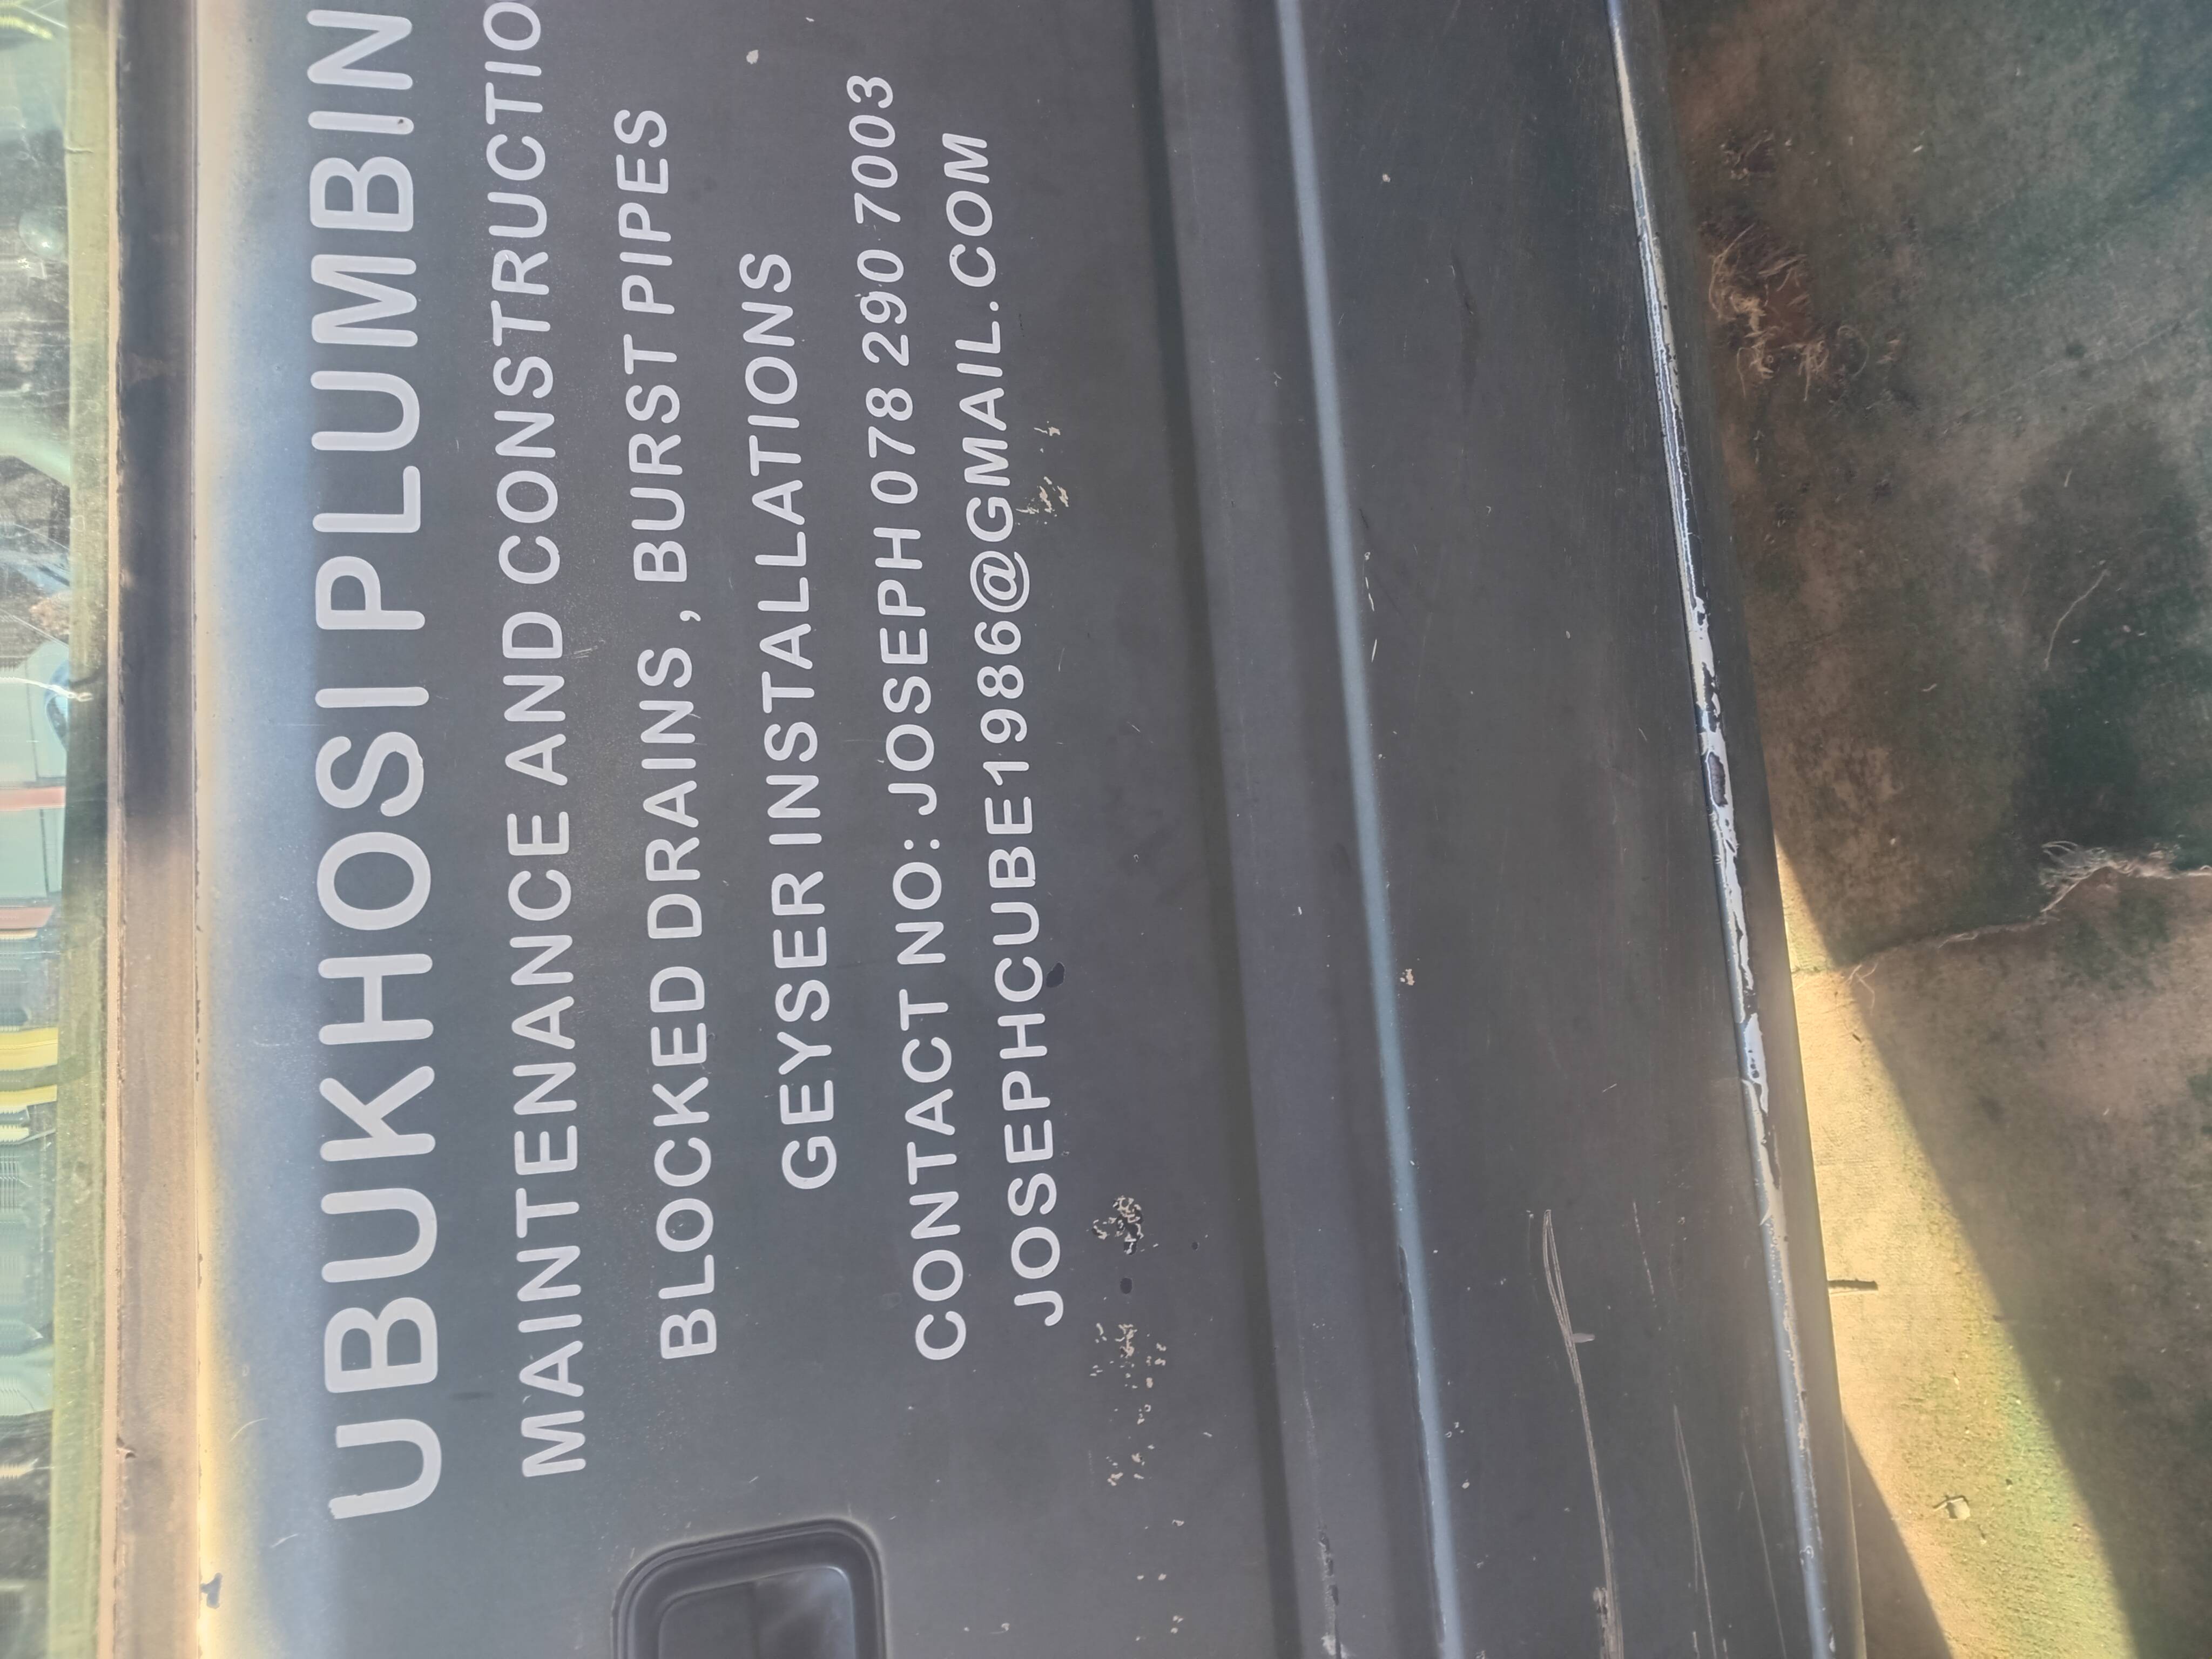 UBUKHOSI PLUMBIN
MAINTENANCE AND CONSTRUCTIO
BLOCKED DRAINS , BURST PIPES
GEYSER INSTALLATIONS
CONTACT NO: JOSEPH 078 290 7003
JOSEPHCUBE1986@GMAIL.COM